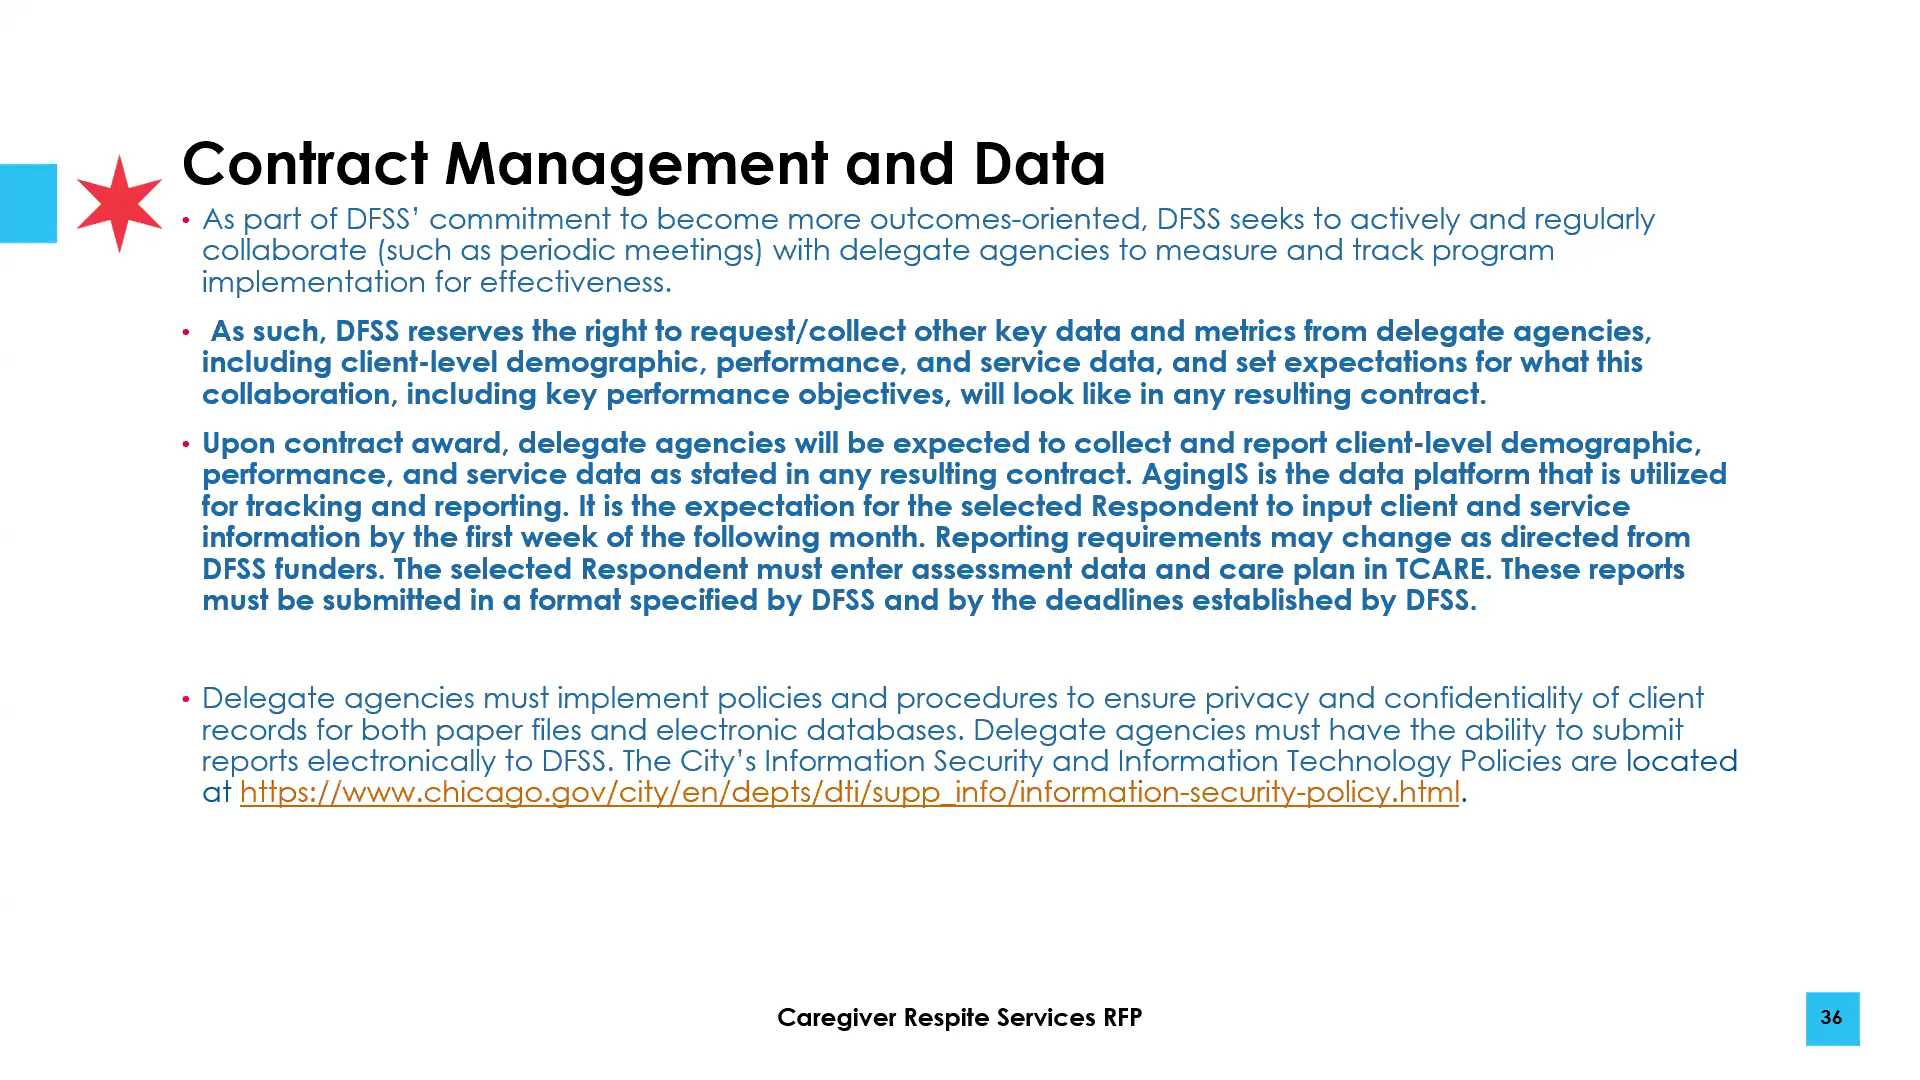 Contract Management and Data
• As part of DFSS’ commitment to become more outcomes-oriented, DFSS seeks to actively and regularly
collaborate (such as periodic meetings) with delegate agencies to measure and track program
implementation for effectiveness.
• As such, DFSS reserves the right to request/collect other key data and metrics from delegate agencies,
including client-level demographic, performance, and service data, and set expectations for what this
collaboration, including key performance objectives, will look like in any resulting contract.
• Upon contract award, delegate agencies will be expected to collect and report client-level demographic,
performance, and service data as stated in any resulting contract. AgingIS is the data platform that is utilized
for tracking and reporting. It is the expectation for the selected Respondent to input client and service
information by the first week of the following month. Reporting requirements may change as directed from
DFSS funders. The selected Respondent must enter assessment data and care plan in TCARE. These reports
must be submitted in a format specified by DFSS and by the deadlines established by DFSS.
• Delegate agencies must implement policies and procedures to ensure privacy and confidentiality of client
records for both paper files and electronic databases. Delegate agencies must have the ability to submit
reports electronically to DFSS. The City’s Information Security and Information Technology Policies are located
at https://www.chicago.gov/city/en/depts/dti/supp_info/information-security-policy.html.
Caregiver Respite Services RFP
36